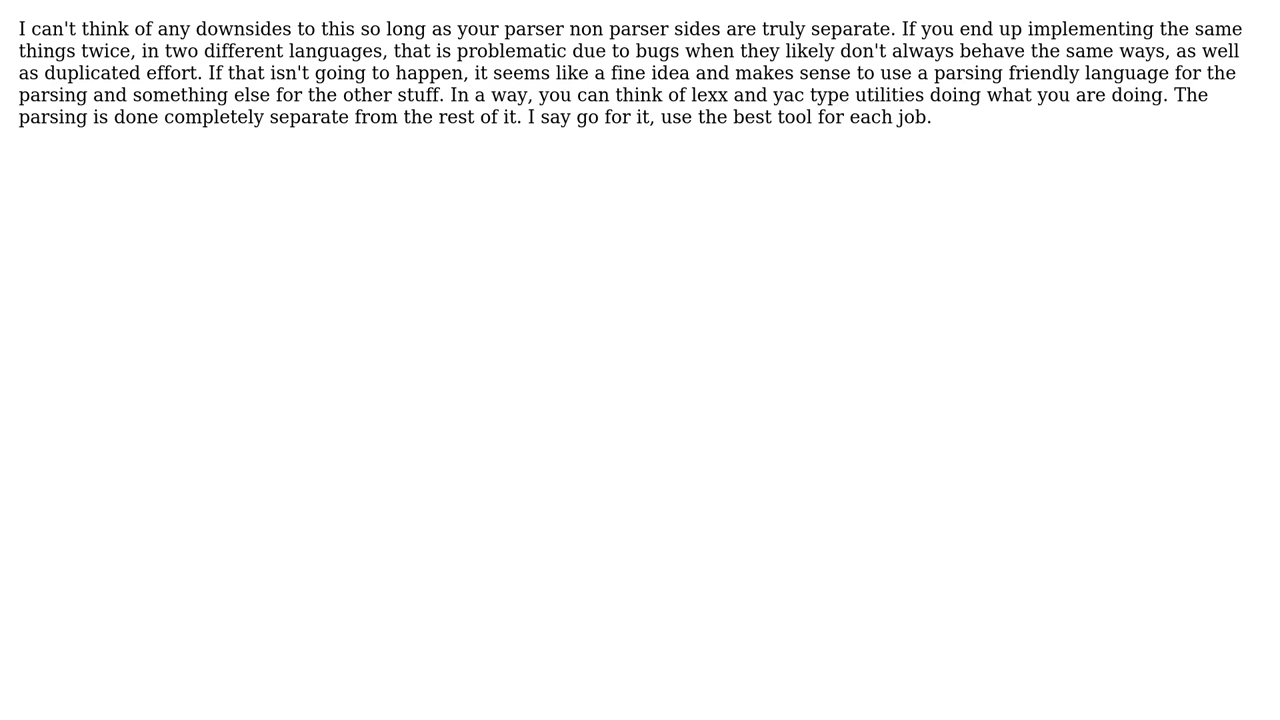 I can't think of any downsides to this so long as your parser non parser sides are truly separate. If you end up implementing the same
things twice, in two different languages, that is problematic due to bugs when they likely don't always behave the same ways, as well
as duplicated effort. If that isn't going to happen, it seems like a fine idea and makes sense to use a parsing friendly language for the
parsing and something else for the other stuff. In a way, you can think of lexx and yac type utilities doing what you are doing. The
parsing is done completely separate from the rest of it. I say go for it, use the best tool for each job.